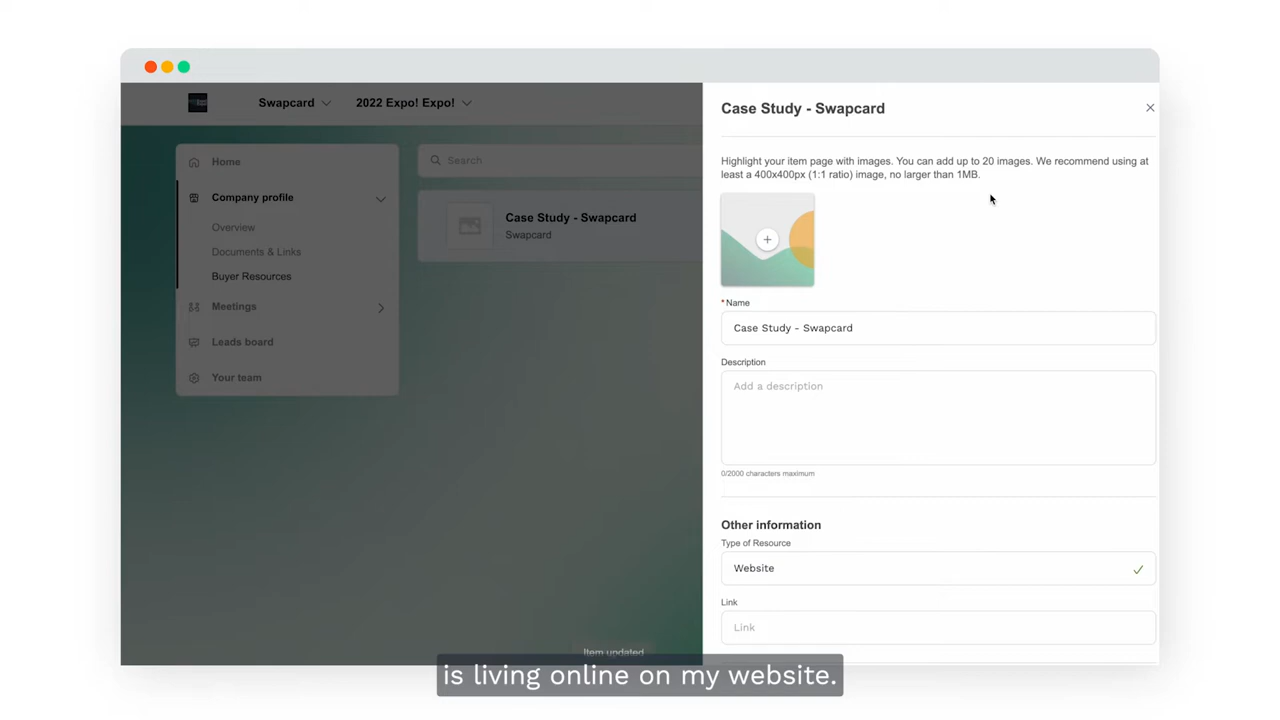 Swapcard
2022 Expo! Expo!
Home
Company profile
Overview
Documents & Links
Buyer Resources
Meetings
Leads board
Your team
Search
Case Study - Swapcard
Swapcard
Case Study - Swapcard
Highlight your item page with images. You can add up to 20 images. We recommend using at
least a 400x400px (1:1 ratio) image, no larger than 1MB.
* Name
Case Study - Swapcard
Description
Add a description
0/2000 characters maximum
Other information
Type of Resource
Website
Link
Link
Item updated
is living online on my website.